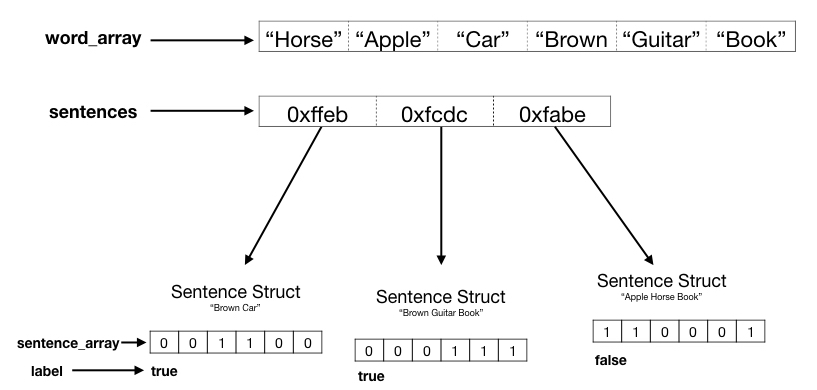 word_array “Horse” “Apple” “Car” “Brown “Guitar” “Book”
sentences 0xffeb 0xfcdc 0xfabe
Sentence Struct
“Brown Car”
sentence_array 0 0 1 1 0 0
label true
Sentence Struct
“Brown Guitar Book”
0 0 0 1 1 1
true
Sentence Struct
“Apple Horse Book”
1 1 0 0 0 1
false